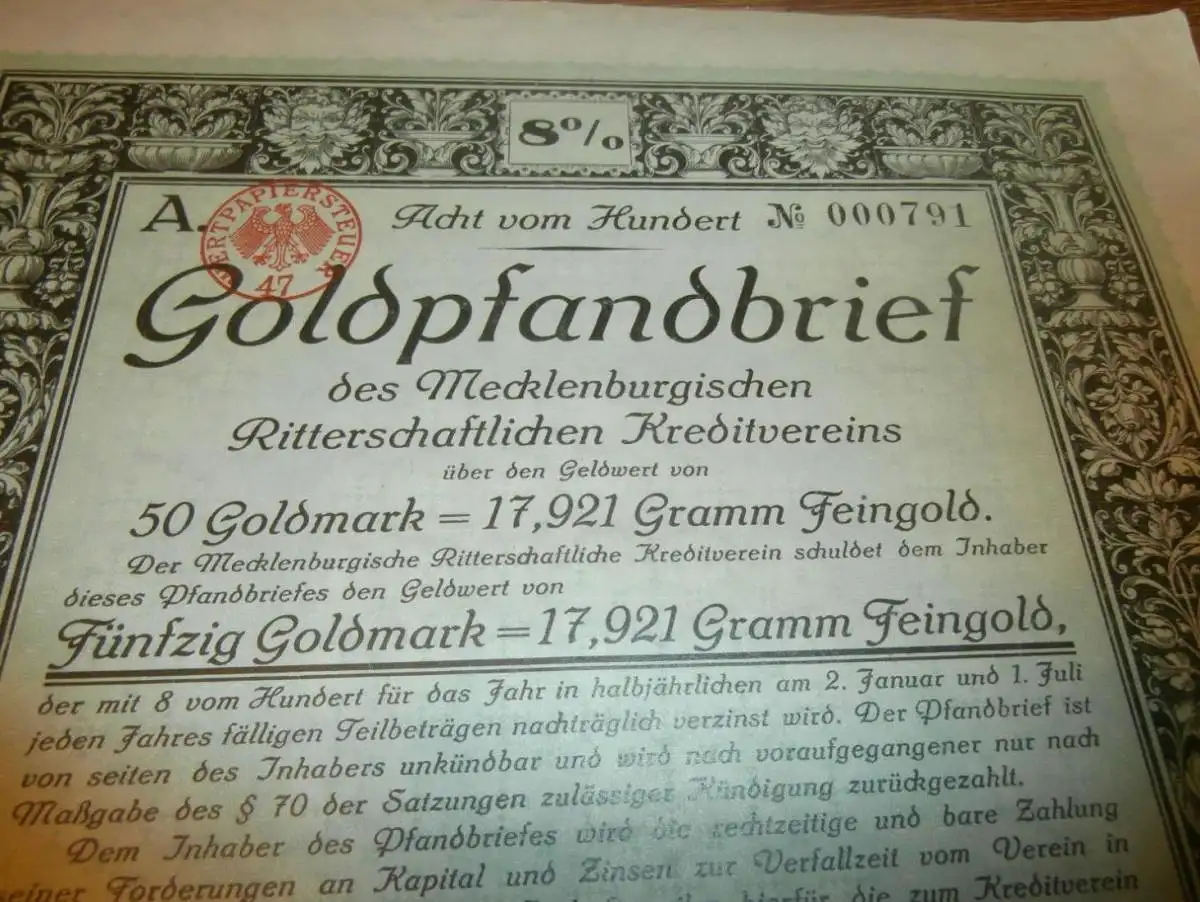 8%
A. Acht vom Hundert № 000791
WERTPAPIERSTEUER
47
Goldpfandbrief
des Mecklenburgischen
Ritterschaftlichen Kreditvereins
über den Geldwert von
50 Goldmark = 17,921 Gramm Feingold.
Der Mecklenburgische Ritterschaftliche Kreditverein schuldet dem Inhaber
dieses Pfandbriefes den Geldwert von
Fünfzig Goldmark = 17,921 Gramm Feingold,
der mit 8 vom Hundert für das Jahr in halbjährlichen am 2. Januar und 1. Juli
jeden Jahres fälligen Teilbeträgen nachträglich verzinst wird. Der Pfandbrief ist
von seiten des Inhabers unkündbar und wird nach voraufgegangener nur nach
Maßgabe des § 70 der Satzungen zulässiger Kündigung zurückgezahlt.
Dem Inhaber des Pfandbriefes wird die rechtzeitige und bare Zahlung
seiner Forderungen an Kapital und Zinsen zur Verfallzeit vom Verein in
hierfür die zum Kreditverein